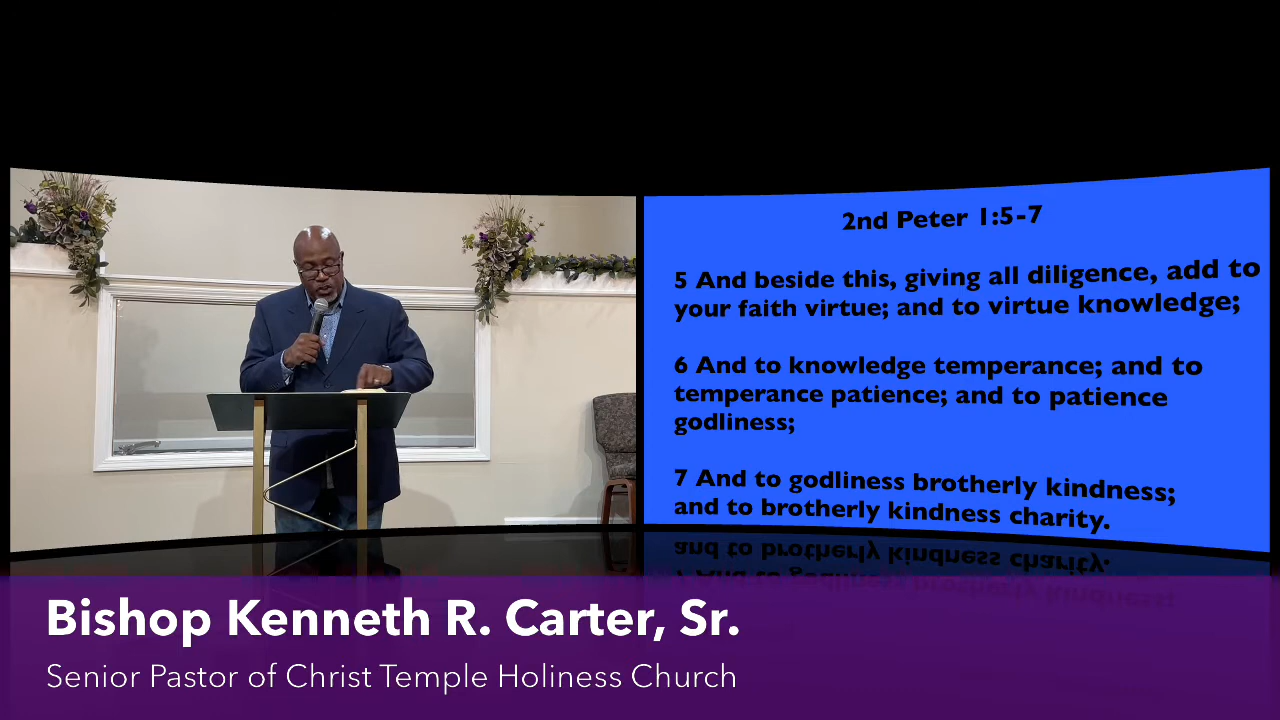 2nd Peter 1:5-7
5 And beside this, giving all diligence, add to
your faith virtue; and to virtue knowledge;
6 And to knowledge temperance; and to
temperance patience; and to patience
godliness;
7 And to godliness brotherly kindness;
and to brotherly kindness charity.
Bishop Kenneth R. Carter, Sr.
Senior Pastor of Christ Temple Holiness Church